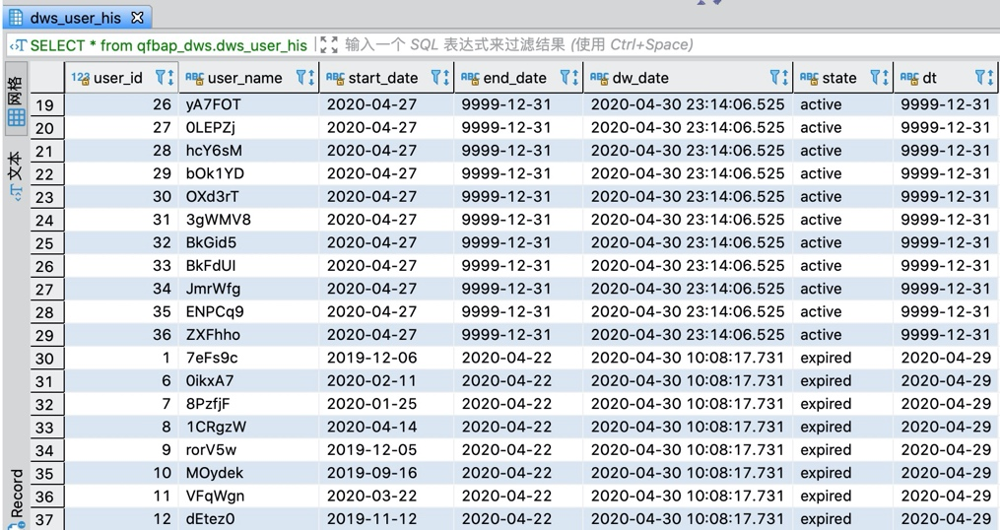 dws_user_his
SELECT * from qfbap_dws.dws_user_his 输入一个 SQL 表达式来过滤结果 (使用 Ctrl+Space)
网格
文本
Record
123 user_id ABC user_name ABC start_date ABC end_date ABC dw_date ABC state ABC dt
19 26 yA7FOT 2020-04-27 9999-12-31 2020-04-30 23:14:06.525 active 9999-12-31
20 27 0LEPZj 2020-04-27 9999-12-31 2020-04-30 23:14:06.525 active 9999-12-31
21 28 hcY6sM 2020-04-27 9999-12-31 2020-04-30 23:14:06.525 active 9999-12-31
22 29 bOk1YD 2020-04-27 9999-12-31 2020-04-30 23:14:06.525 active 9999-12-31
23 30 OXd3rT 2020-04-27 9999-12-31 2020-04-30 23:14:06.525 active 9999-12-31
24 31 3gWMV8 2020-04-27 9999-12-31 2020-04-30 23:14:06.525 active 9999-12-31
25 32 BkGid5 2020-04-27 9999-12-31 2020-04-30 23:14:06.525 active 9999-12-31
26 33 BkFdUI 2020-04-27 9999-12-31 2020-04-30 23:14:06.525 active 9999-12-31
27 34 JmrWfg 2020-04-27 9999-12-31 2020-04-30 23:14:06.525 active 9999-12-31
28 35 ENPCq9 2020-04-27 9999-12-31 2020-04-30 23:14:06.525 active 9999-12-31
29 36 ZXFhho 2020-04-27 9999-12-31 2020-04-30 23:14:06.525 active 9999-12-31
30 1 7eFs9c 2019-12-06 2020-04-22 2020-04-30 10:08:17.731 expired 2020-04-29
31 6 0ikxA7 2020-02-11 2020-04-22 2020-04-30 10:08:17.731 expired 2020-04-29
32 7 8PzfjF 2020-01-25 2020-04-22 2020-04-30 10:08:17.731 expired 2020-04-29
33 8 1CRgzW 2020-04-14 2020-04-22 2020-04-30 10:08:17.731 expired 2020-04-29
34 9 rorV5w 2019-12-05 2020-04-22 2020-04-30 10:08:17.731 expired 2020-04-29
35 10 MOydek 2019-09-16 2020-04-22 2020-04-30 10:08:17.731 expired 2020-04-29
36 11 VFqWgn 2020-03-22 2020-04-22 2020-04-30 10:08:17.731 expired 2020-04-29
37 12 dEtez0 2019-11-12 2020-04-22 2020-04-30 10:08:17.731 expired 2020-04-29